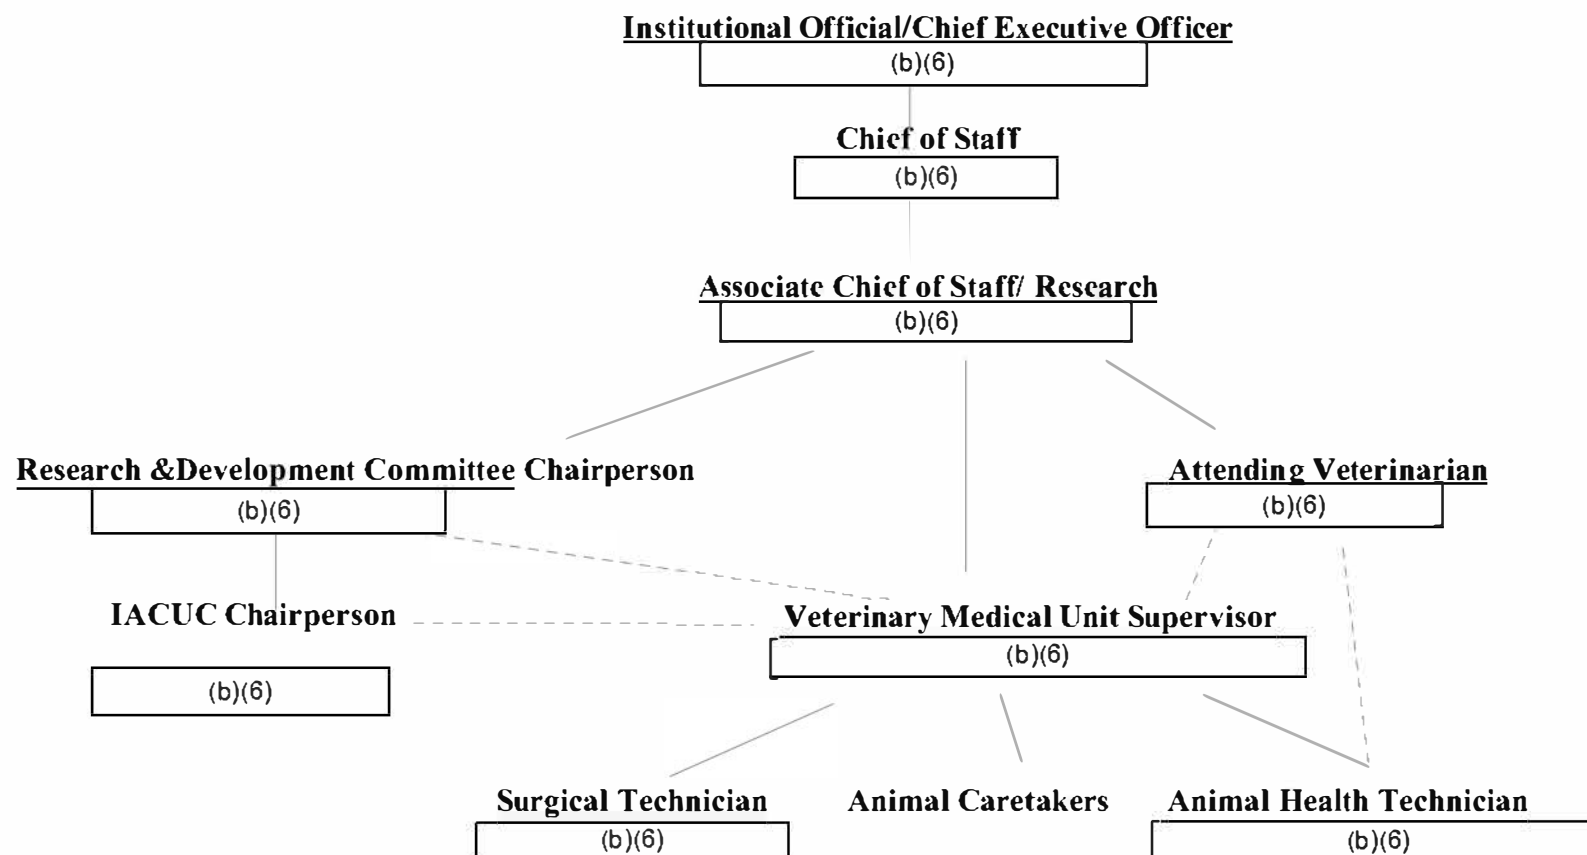 Institutional Official/Chief Executive Officer
(b)(6)
Chief of Staff
(b)(6)
Associate Chief of Staff/ Research
(b)(6)
Research &Development Committee Chairperson
(b)(6)
Attending Veterinarian
(b)(6)
IACUC Chairperson
(b)(6)
Veterinary Medical Unit Supervisor
(b)(6)
Surgical Technician
(b)(6)
Animal Caretakers
Animal Health Technician
(b)(6)